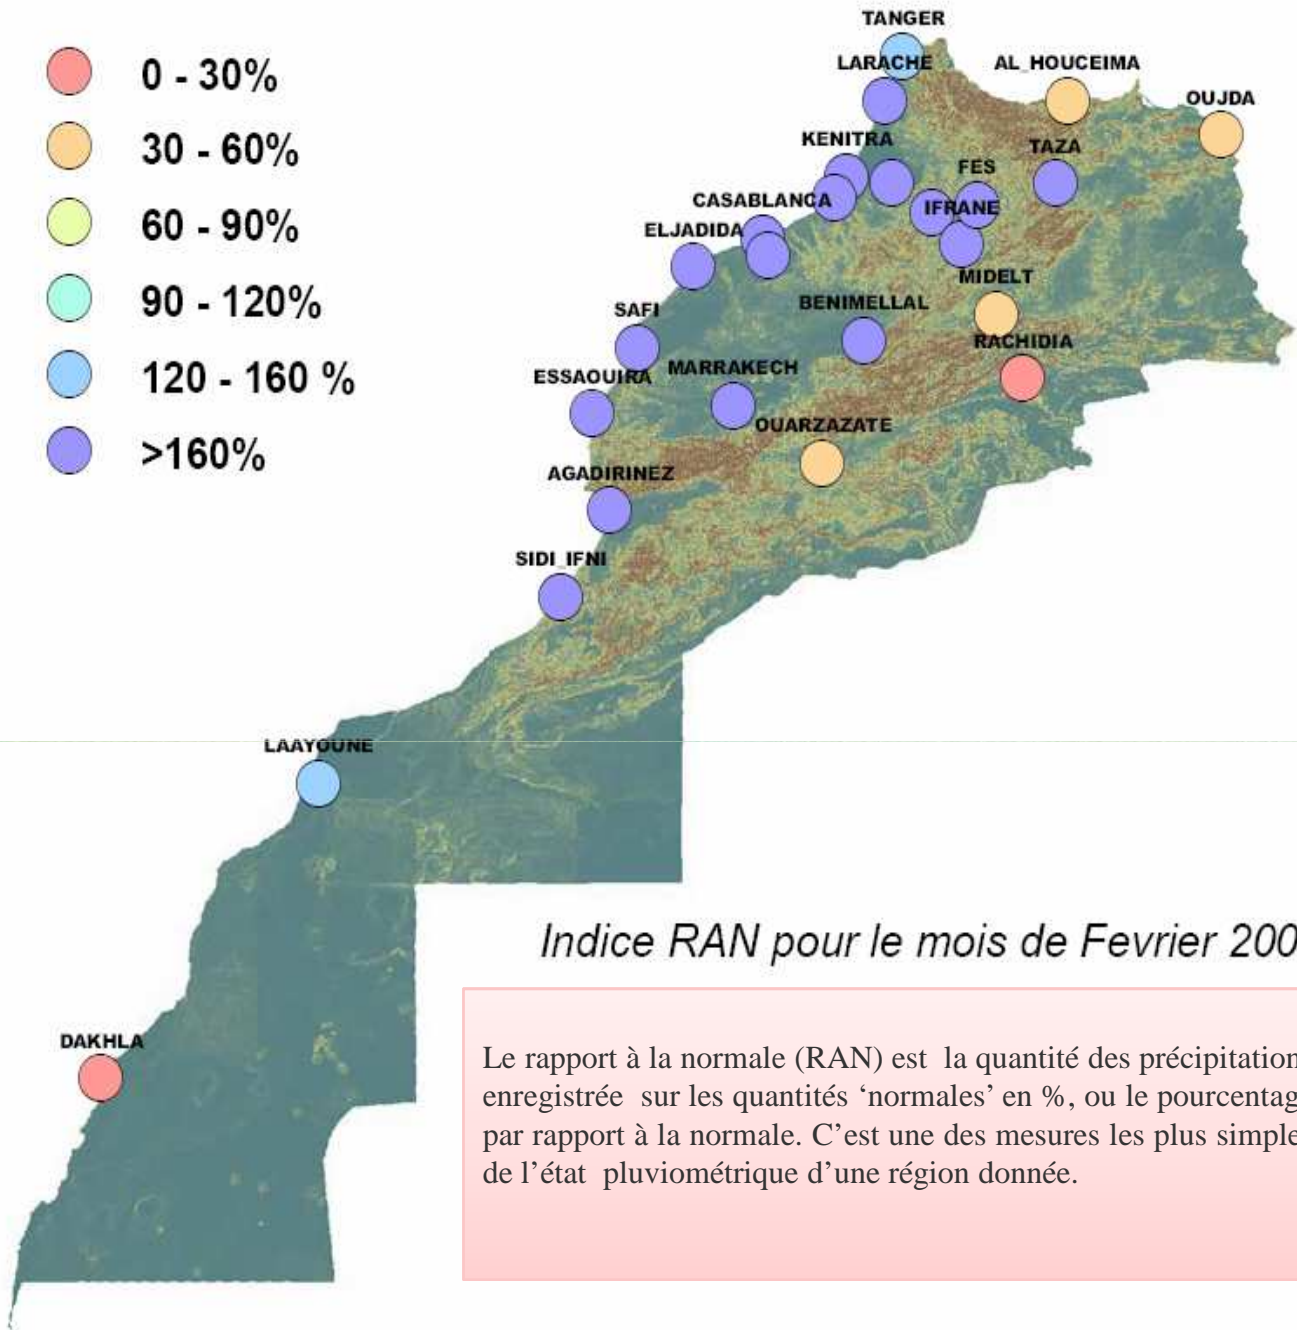 TANGER
0 - 30%
LARACHE
AL_HOUCEIMA
OUJDA
30 - 60%
KENITRA
TAZA
FES
60 - 90%
CASABLANCA
IFRANE
ELJADIDA
90 - 120%
MIDELT
SAFI
BENIMELLAL
RACHIDIA
120 - 160 %
ESSAOUIRA
MARRAKECH
OUARZAZATE
>160%
AGADIRINEZ
SIDI_IFNI
LAAYOUNE
Indice RAN pour le mois de Fevrier 200
DAKHLA
Le rapport à la normale (RAN) est la quantité des précipitation
enregistrée sur les quantités ‘normales’ en %, ou le pourcentag
par rapport à la normale. C’est une des mesures les plus simple
de l’état pluviométrique d’une région donnée.